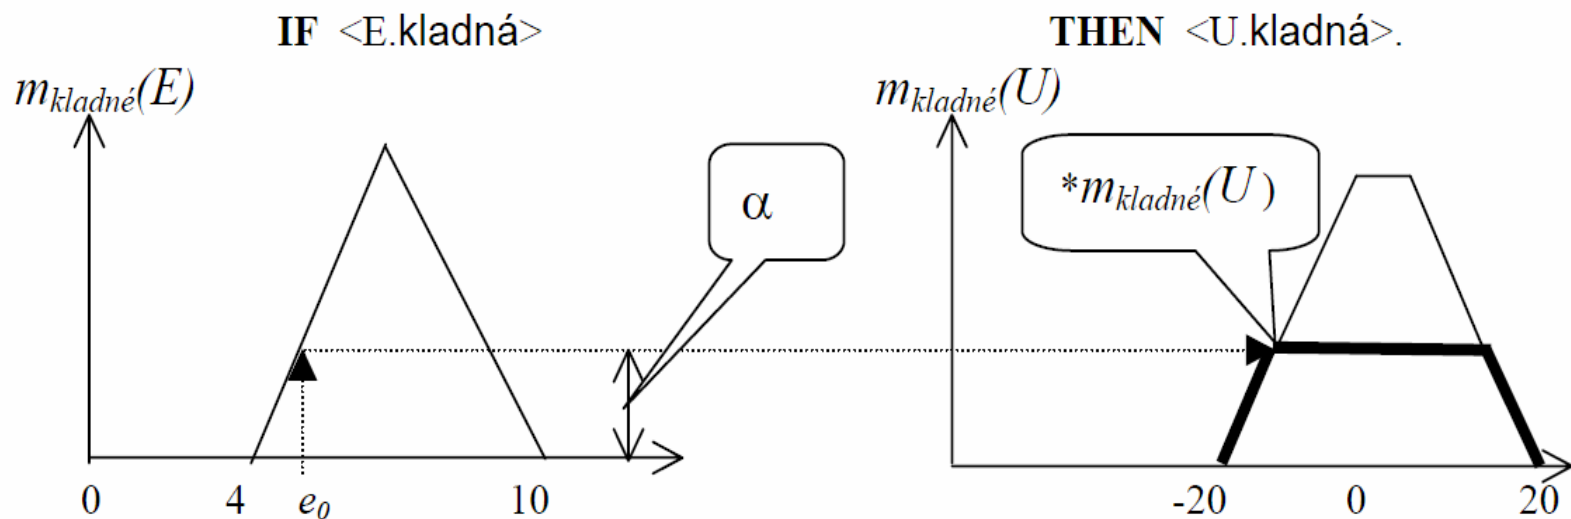 IF <E.kladná> THEN <U.kladná>.
m_kladné(E) m_kladné(U)
α *m_kladné(U )
0 4 e_0 10 -20 0 20